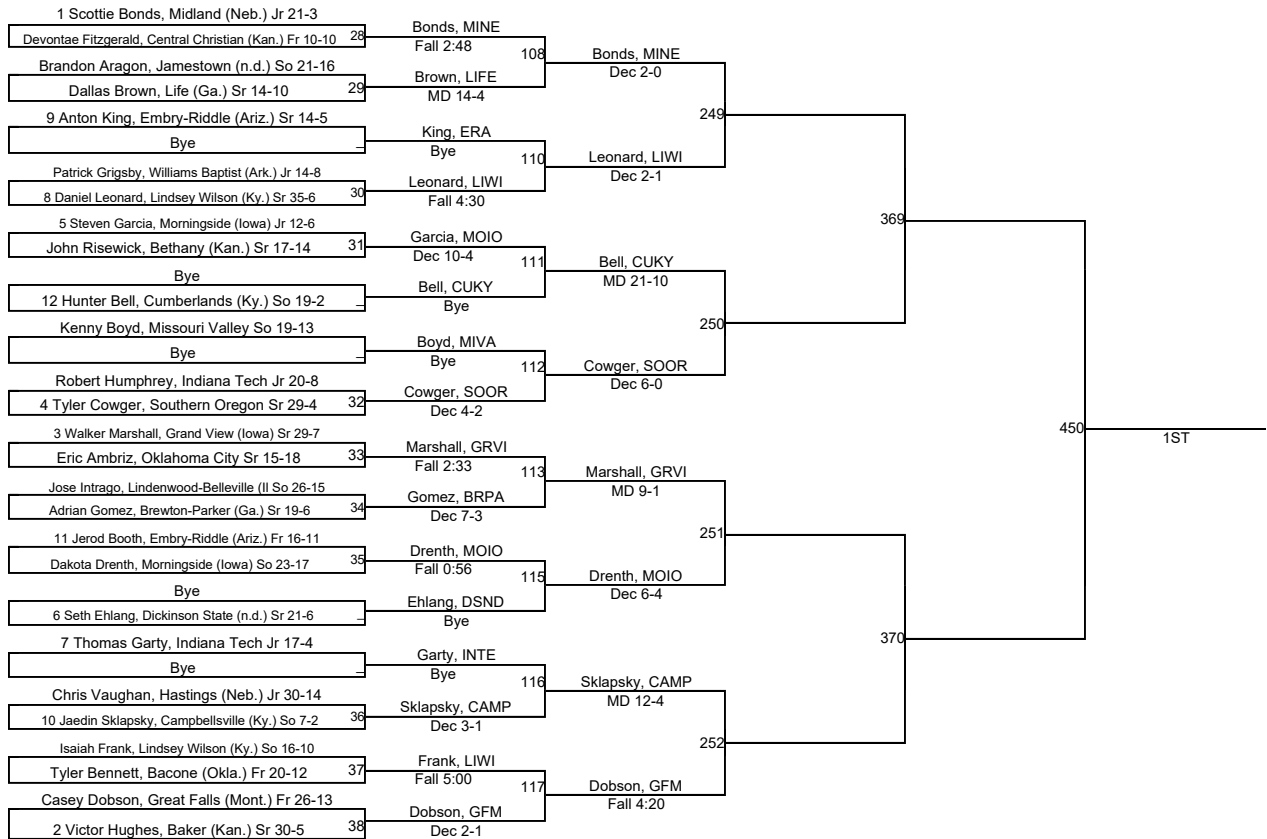 1 Scottie Bonds, Midland (Neb.) Jr 21-3
Devontae Fitzgerald, Central Christian (Kan.) Fr 10-10
28
Brandon Aragon, Jamestown (n.d.) So 21-16
Dallas Brown, Life (Ga.) Sr 14-10
29
9 Anton King, Embry-Riddle (Ariz.) Sr 14-5
Bye
_
Patrick Grigsby, Williams Baptist (Ark.) Jr 14-8
8 Daniel Leonard, Lindsey Wilson (Ky.) Sr 35-6
30
5 Steven Garcia, Morningside (Iowa) Jr 12-6
John Risewick, Bethany (Kan.) Sr 17-14
31
Bye
12 Hunter Bell, Cumberlands (Ky.) So 19-2
_
Kenny Boyd, Missouri Valley So 19-13
Bye
_
Robert Humphrey, Indiana Tech Jr 20-8
4 Tyler Cowger, Southern Oregon Sr 29-4
32
3 Walker Marshall, Grand View (Iowa) Sr 29-7
Eric Ambriz, Oklahoma City Sr 15-18
33
Jose Intrago, Lindenwood-Belleville (Il So 26-15
Adrian Gomez, Brewton-Parker (Ga.) Sr 19-6
34
11 Jerod Booth, Embry-Riddle (Ariz.) Fr 16-11
Dakota Drenth, Morningside (Iowa) So 23-17
35
Bye
6 Seth Ehlang, Dickinson State (n.d.) Sr 21-6
_
7 Thomas Garty, Indiana Tech Jr 17-4
Bye
_
Chris Vaughan, Hastings (Neb.) Jr 30-14
10 Jaedin Sklapsky, Campbellsville (Ky.) So 7-2
36
Isaiah Frank, Lindsey Wilson (Ky.) So 16-10
Tyler Bennett, Bacone (Okla.) Fr 20-12
37
Casey Dobson, Great Falls (Mont.) Fr 26-13
2 Victor Hughes, Baker (Kan.) Sr 30-5
38
Bonds, MINE
Fall 2:48
108
Brown, LIFE
MD 14-4
King, ERA
Bye
110
Leonard, LIWI
Fall 4:30
Garcia, MOIO
Dec 10-4
111
Bell, CUKY
Bye
Boyd, MIVA
Bye
112
Cowger, SOOR
Dec 4-2
Marshall, GRVI
Fall 2:33
113
Gomez, BRPA
Dec 7-3
Drenth, MOIO
Fall 0:56
115
Ehlang, DSND
Bye
Garty, INTE
Bye
116
Sklapsky, CAMP
Dec 3-1
Frank, LIWI
Fall 5:00
117
Dobson, GFM
Dec 2-1
Bonds, MINE
Dec 2-0
249
Leonard, LIWI
Dec 2-1
Bell, CUKY
MD 21-10
250
Cowger, SOOR
Dec 6-0
Marshall, GRVI
MD 9-1
251
Drenth, MOIO
Dec 6-4
Sklapsky, CAMP
MD 12-4
252
Dobson, GFM
Fall 4:20
369
370
450
1ST